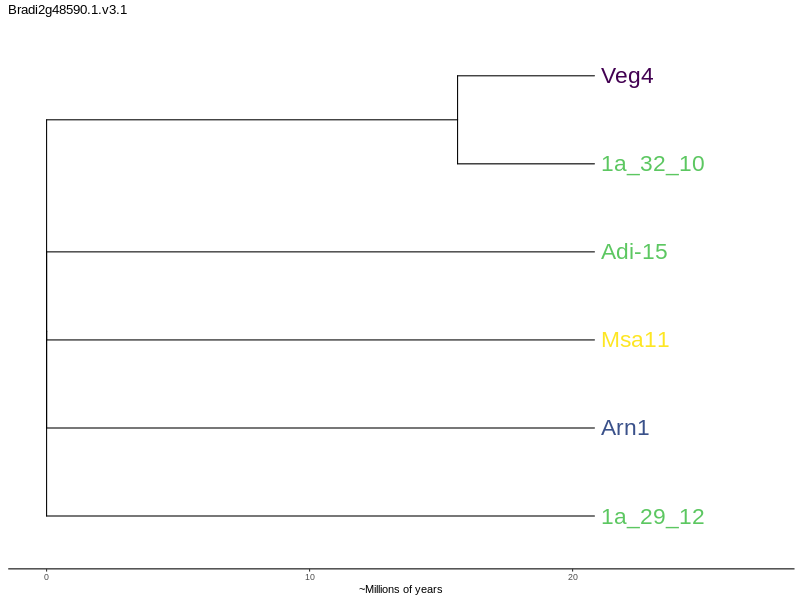 Bradi2g48590.1.v3.1
Veg4
1a_32_10
Adi-15
Msa11
Arn1
1a_29_12
0 10 20
~Millions of years